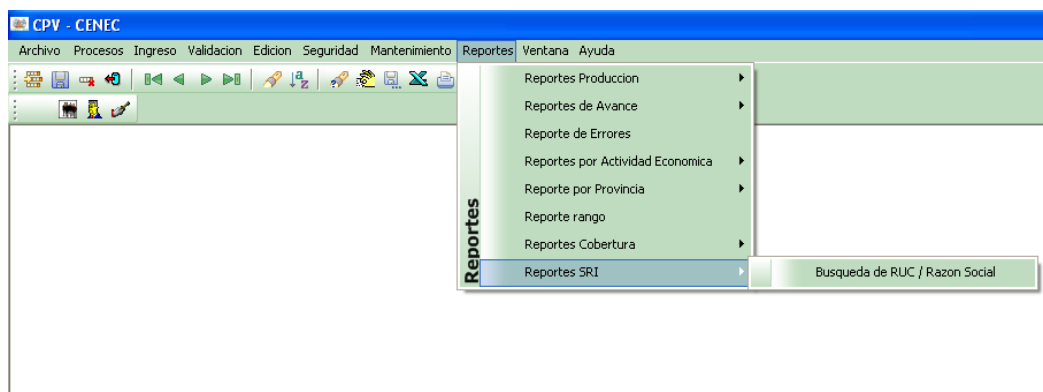 CPV - CENEC
Archivo Procesos Ingreso Validacion Edicion Seguridad Mantenimiento Reportes Ventana Ayuda
Reportes Produccion
Reportes de Avance
Reporte de Errores
Reportes por Actividad Economica
Reporte por Provincia
Reporte rango
Reportes Cobertura
Reportes SRI
Busqueda de RUC / Razon Social
Reportes